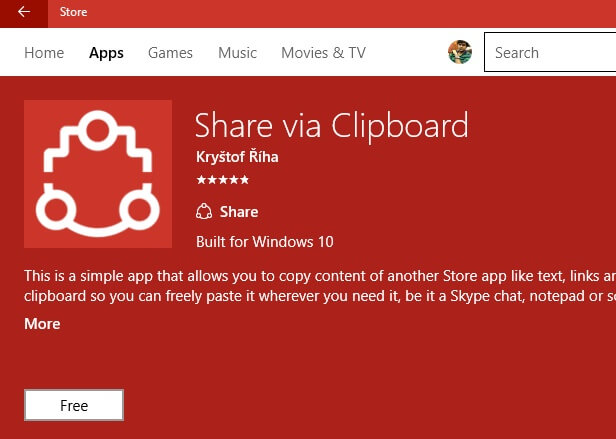 Store
Home Apps Games Music Movies & TV Search
Share via Clipboard
Kryštof Říha
Share
Built for Windows 10
This is a simple app that allows you to copy content of another Store app like text, links
clipboard so you can freely paste it wherever you need it, be it a Skype chat, notepad or
More
Free